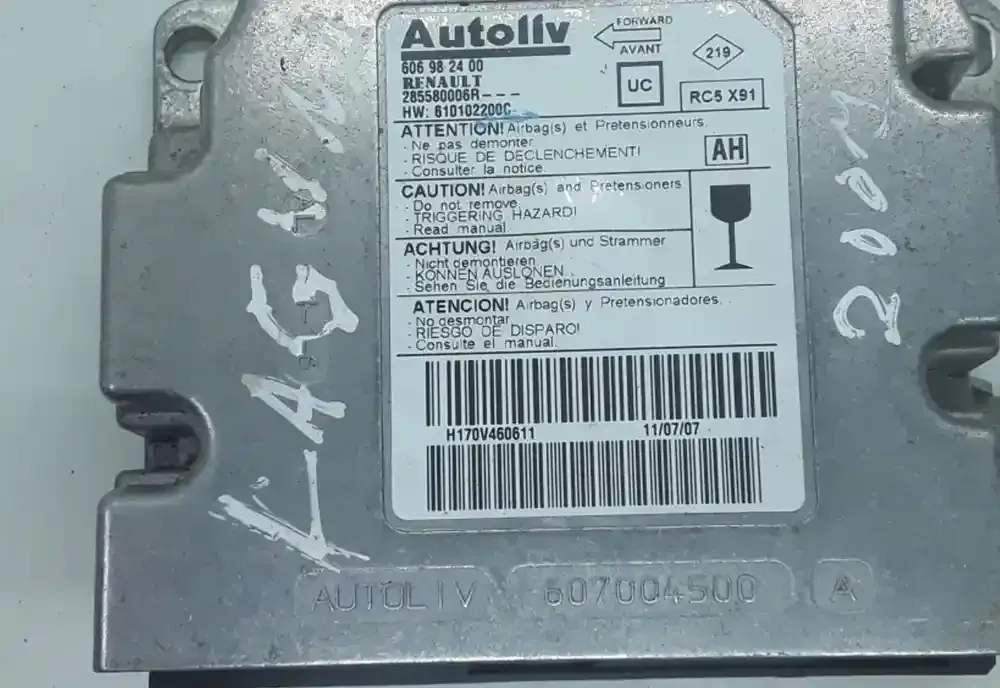 Autoliv
FORWARD
AVANT
219
606 98 24 00
RENAULT
285580006R---
HW: 610102200C
UC
RC5 X91
ATTENTION! Airbag(s) et Pretensionneurs.
- Ne pas demonter.
- RISQUE DE DECLENCHEMENT!
- Consulter la notice.
AH
CAUTION! Airbag(s) and Pretensioners.
- Do not remove.
- TRIGGERING HAZARD!
- Read manual.
ACHTUNG! Airbag(s) und Strammer
- Nicht demontieren.
- KONNEN AUSLONEN.
- Sehen Sie die Bedienungsanleitung
ATENCION! Airbag(s) y Pretensionadores.
- No desmontar.
- RIESGO DE DISPARO!
- Consulte el manual.
H170V460611 11/07/07
AUTOLIV 607004500 A